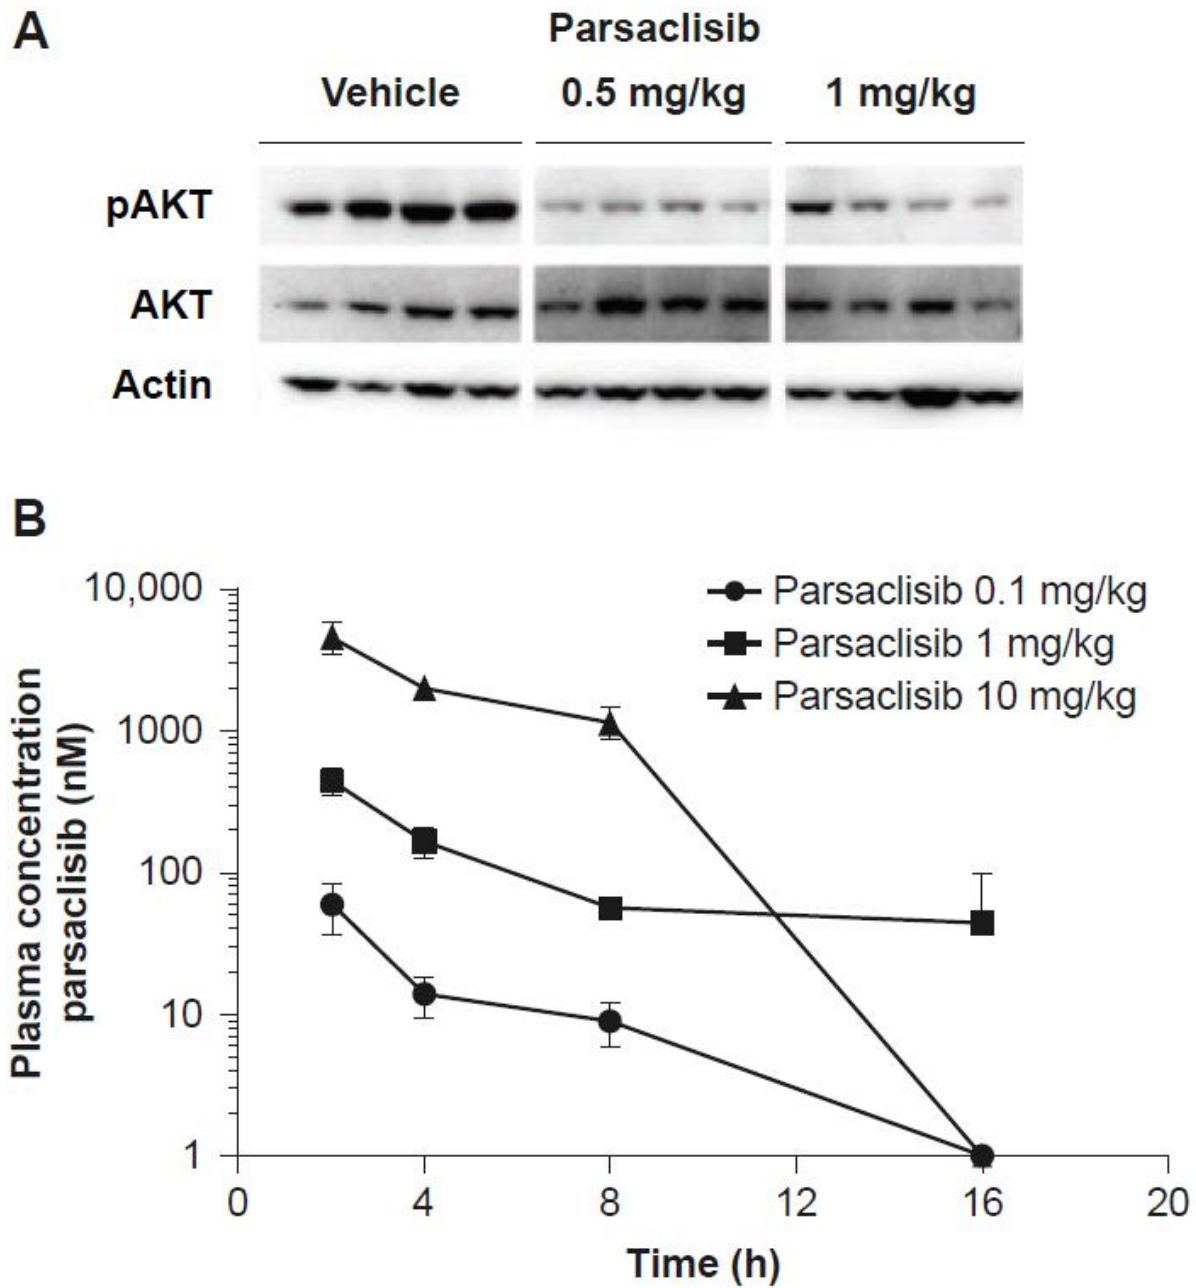 A
Parsaclisib
Vehicle 0.5 mg/kg 1 mg/kg
pAKT
AKT
Actin
B
Plasma concentration
parsaclisib (nM)
10,000
1000
100
10
1
Parsaclisib 0.1 mg/kg
Parsaclisib 1 mg/kg
Parsaclisib 10 mg/kg
0 4 8 12 16 20
Time (h)